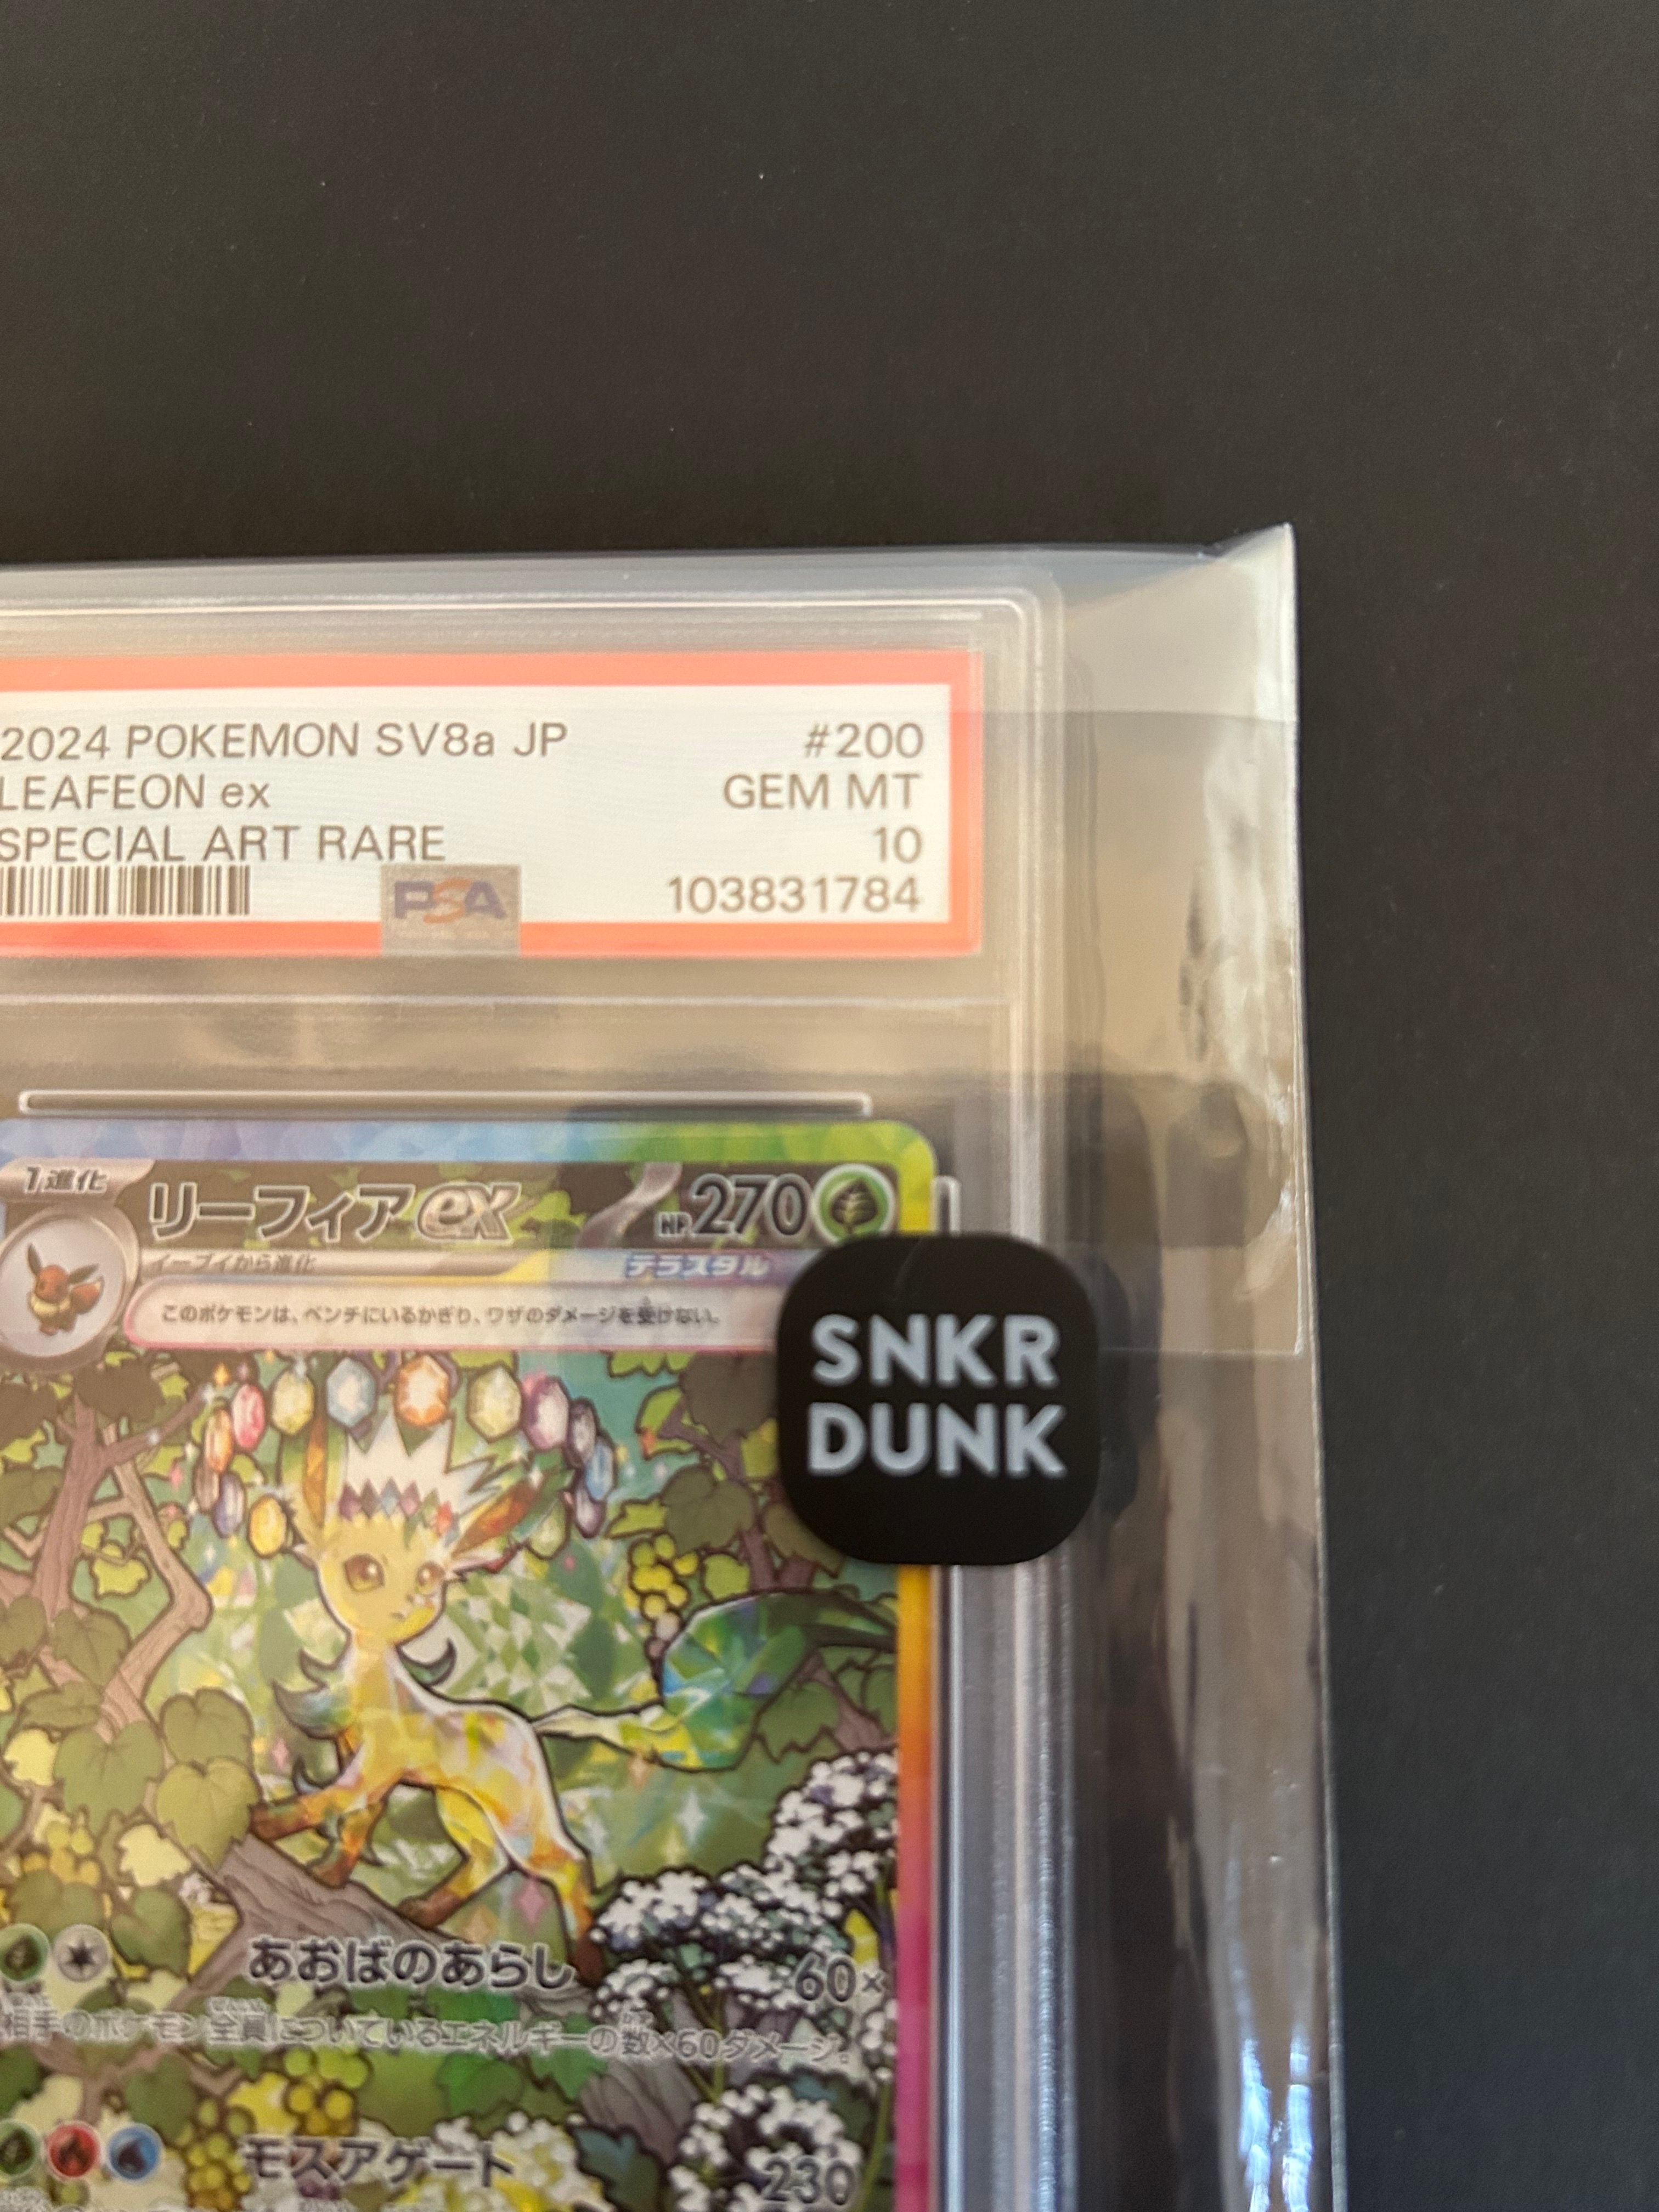 2024 POKEMON SV8a JP #200
LEAFEON ex GEM MT
SPECIAL ART RARE 10
PSA 103831784
1進化 リーフィアex HP 270
イーブイから進化 テラスタル
このポケモンは、ベンチにいるかぎり、ワザのダメージを受けない。
SNKR
DUNK
あおばのあらし 60×
相手のポケモン全員についているエネルギーの数×60ダメージ。
モスアゲート 230